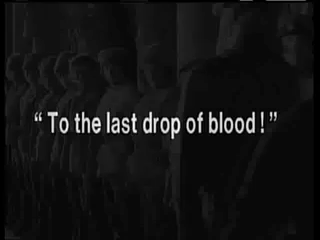 “ To the last drop of blood ! ”